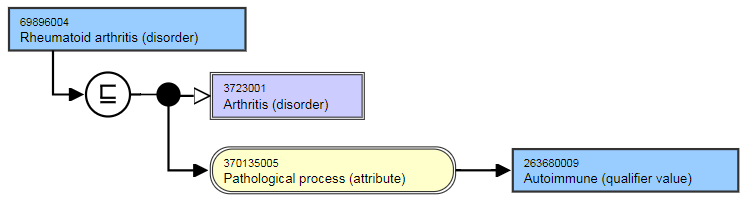 69896004
Rheumatoid arthritis (disorder)
⊑
3723001
Arthritis (disorder)
370135005
Pathological process (attribute)
263680009
Autoimmune (qualifier value)